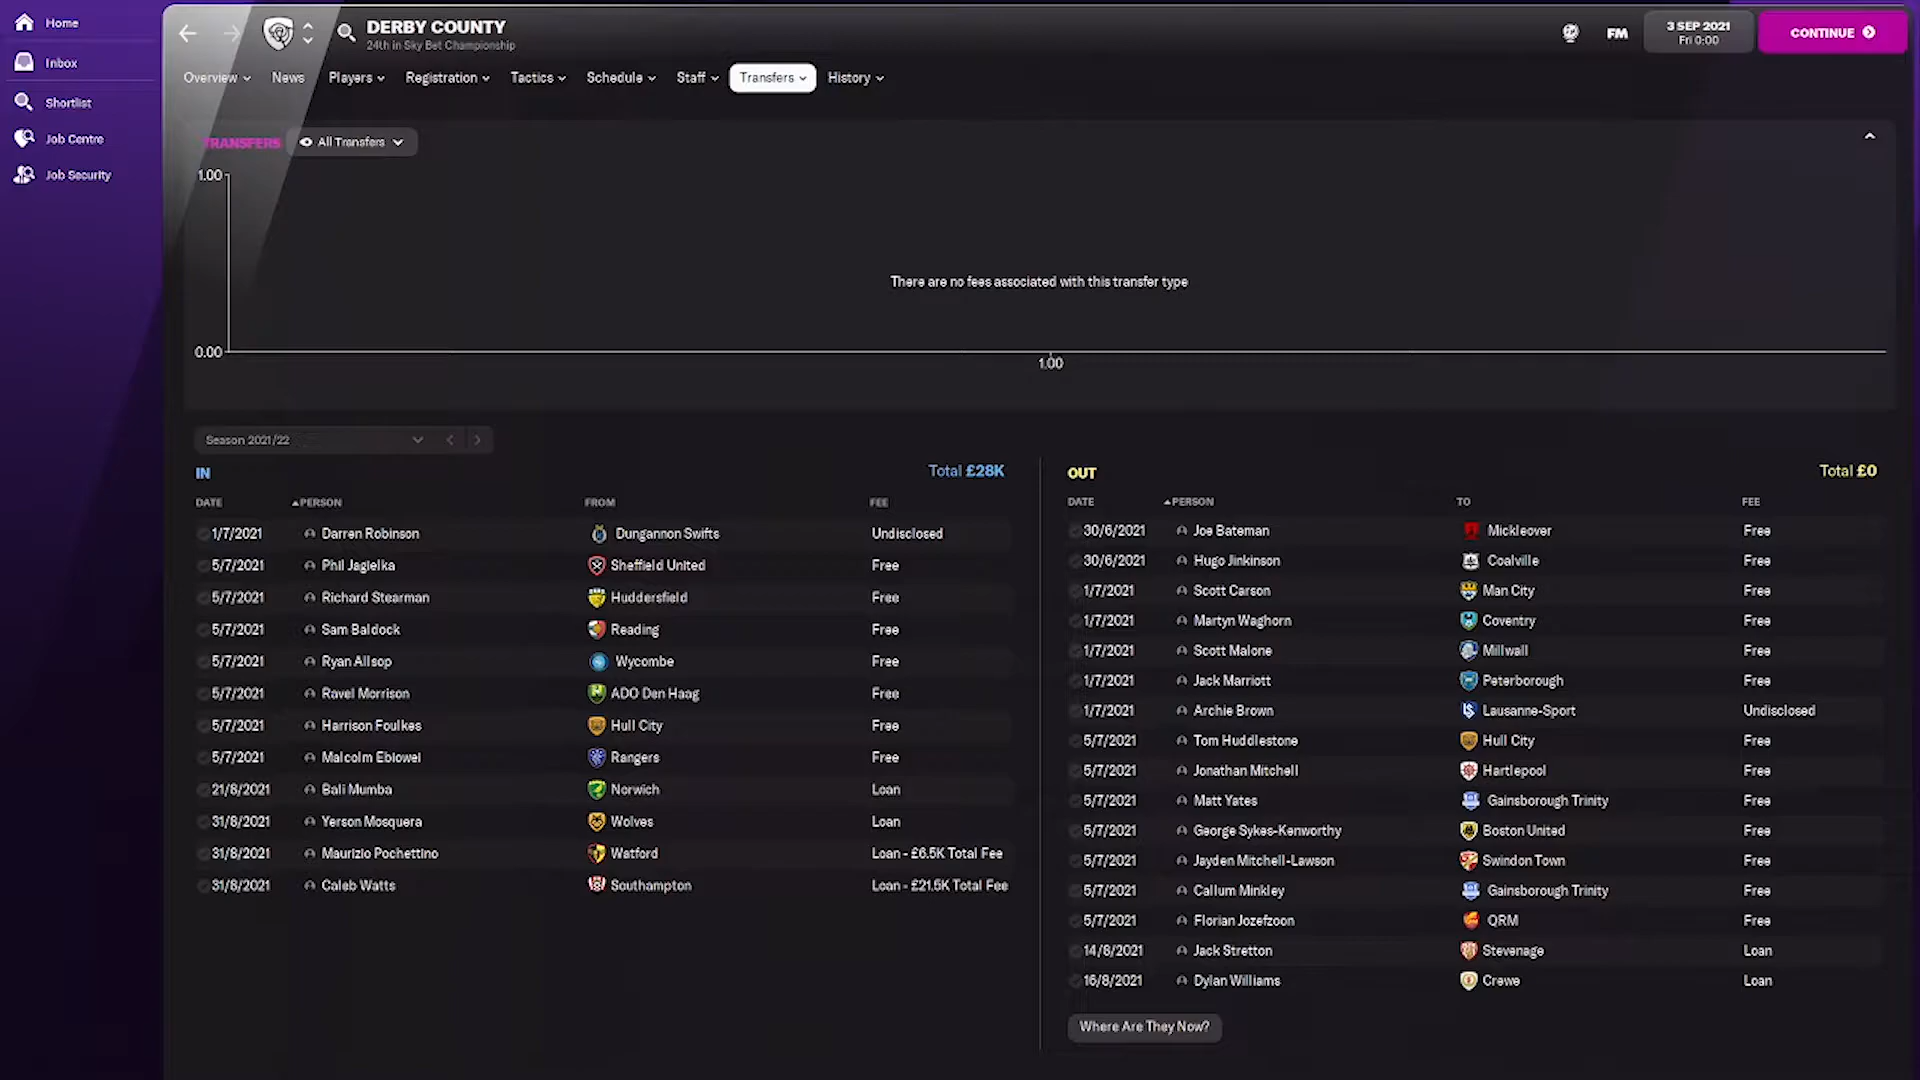 Home
Inbox
Shortlist
Job Centre
Job Security
DERBY COUNTY
24th in Sky Bet Championship
FM
3 SEP 2021
Fri 0:00
CONTINUE
Overview News Players Registration Tactics Schedule Staff Transfers History
TRANSFERS All Transfers
1.00
There are no fees associated with this transfer type
0.00
1.00
Season 2021/22
IN Total £28K
DATE PERSON FROM FEE
1/7/2021 Darren Robinson Dungannon Swifts Undisclosed
5/7/2021 Phil Jagielka Sheffield United Free
5/7/2021 Richard Stearman Huddersfield Free
5/7/2021 Sam Baldock Reading Free
5/7/2021 Ryan Allsop Wycombe Free
5/7/2021 Ravel Morrison ADO Den Haag Free
5/7/2021 Harrison Foulkes Hull City Free
5/7/2021 Malcolm Ebiowei Rangers Free
21/8/2021 Bali Mumba Norwich Loan
31/8/2021 Yerson Mosquera Wolves Loan
31/8/2021 Maurizio Pochettino Watford Loan - £6.5K Total Fee
31/8/2021 Caleb Watts Southampton Loan - £21.5K Total Fee
OUT Total £0
DATE PERSON TO FEE
30/6/2021 Joe Bateman Mickleover Free
30/6/2021 Hugo Jinkinson Coalville Free
1/7/2021 Scott Carson Man City Free
1/7/2021 Martyn Waghorn Coventry Free
1/7/2021 Scott Malone Millwall Free
1/7/2021 Jack Marriott Peterborough Free
1/7/2021 Archie Brown Lausanne-Sport Undisclosed
5/7/2021 Tom Huddlestone Hull City Free
5/7/2021 Jonathan Mitchell Hartlepool Free
5/7/2021 Matt Yates Gainsborough Trinity Free
5/7/2021 George Sykes-Kenworthy Boston United Free
5/7/2021 Jayden Mitchell-Lawson Swindon Town Free
5/7/2021 Callum Minkley Gainsborough Trinity Free
5/7/2021 Florian Jozefzoon QRM Free
14/8/2021 Jack Stretton Stevenage Loan
16/8/2021 Dylan Williams Crewe Loan
Where Are They Now?